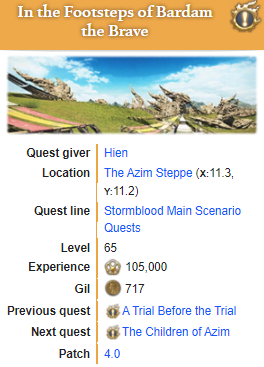 In the Footsteps of Bardam
the Brave
Quest giver Hien
Location The Azim Steppe (X:11.3,
Y:11.2)
Quest line Stormblood Main Scenario
Quests
Level 65
Experience 105,000
Gil 717
Previous quest A Trial Before the Trial
Next quest The Children of Azim
Patch 4.0